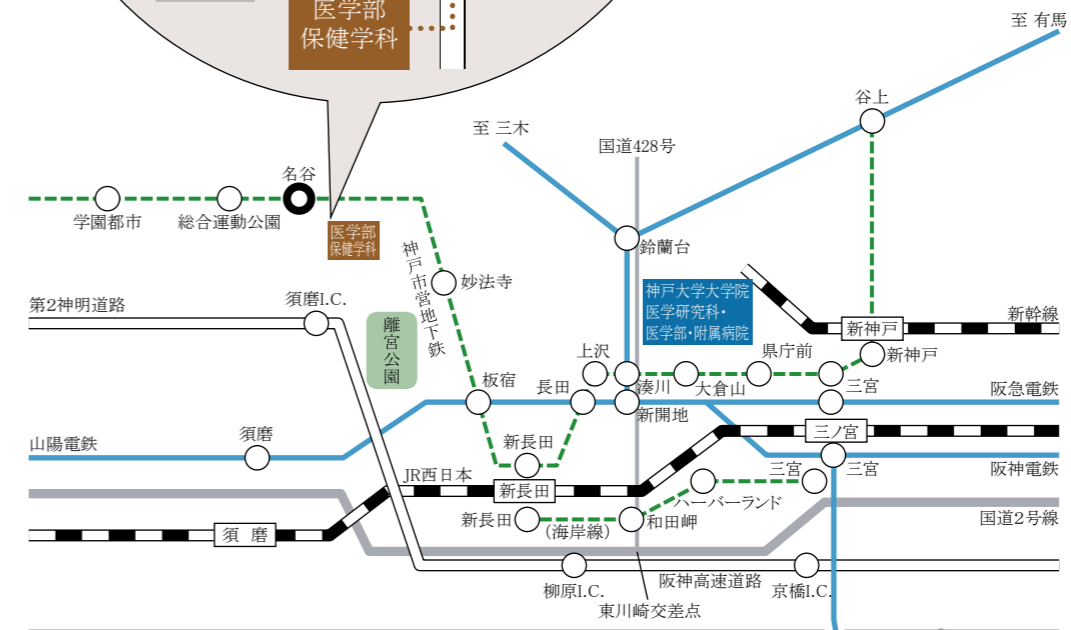 医学部
保健学科
至 有馬
谷上
至 三木
国道428号
名谷
学園都市
総合運動公園
医学部
保健学科
鈴蘭台
神戸市営地下鉄
妙法寺
神戸大学大学院
医学研究科・
医学部・附属病院
第2神明道路
須磨I.C.
新幹線
新神戸
離宮公園
新神戸
上沢
県庁前
板宿
長田
湊川
大倉山
三宮
阪急電鉄
新開地
山陽電鉄
須磨
新長田
三ノ宮
JR西日本
三宮
三宮
阪神電鉄
新長田
ハーバーランド
新長田
(海岸線)
和田岬
国道2号線
須 磨
阪神高速道路
柳原I.C.
京橋I.C.
東川崎交差点